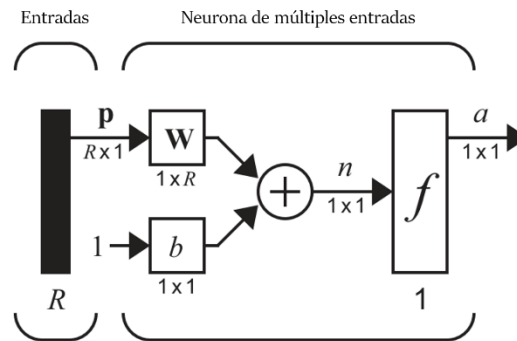 Entradas
Neurona de múltiples entradas
p
R x 1
W
1 x R
1
b
1 x 1
n
1 x 1
f
a
1 x 1
R
1